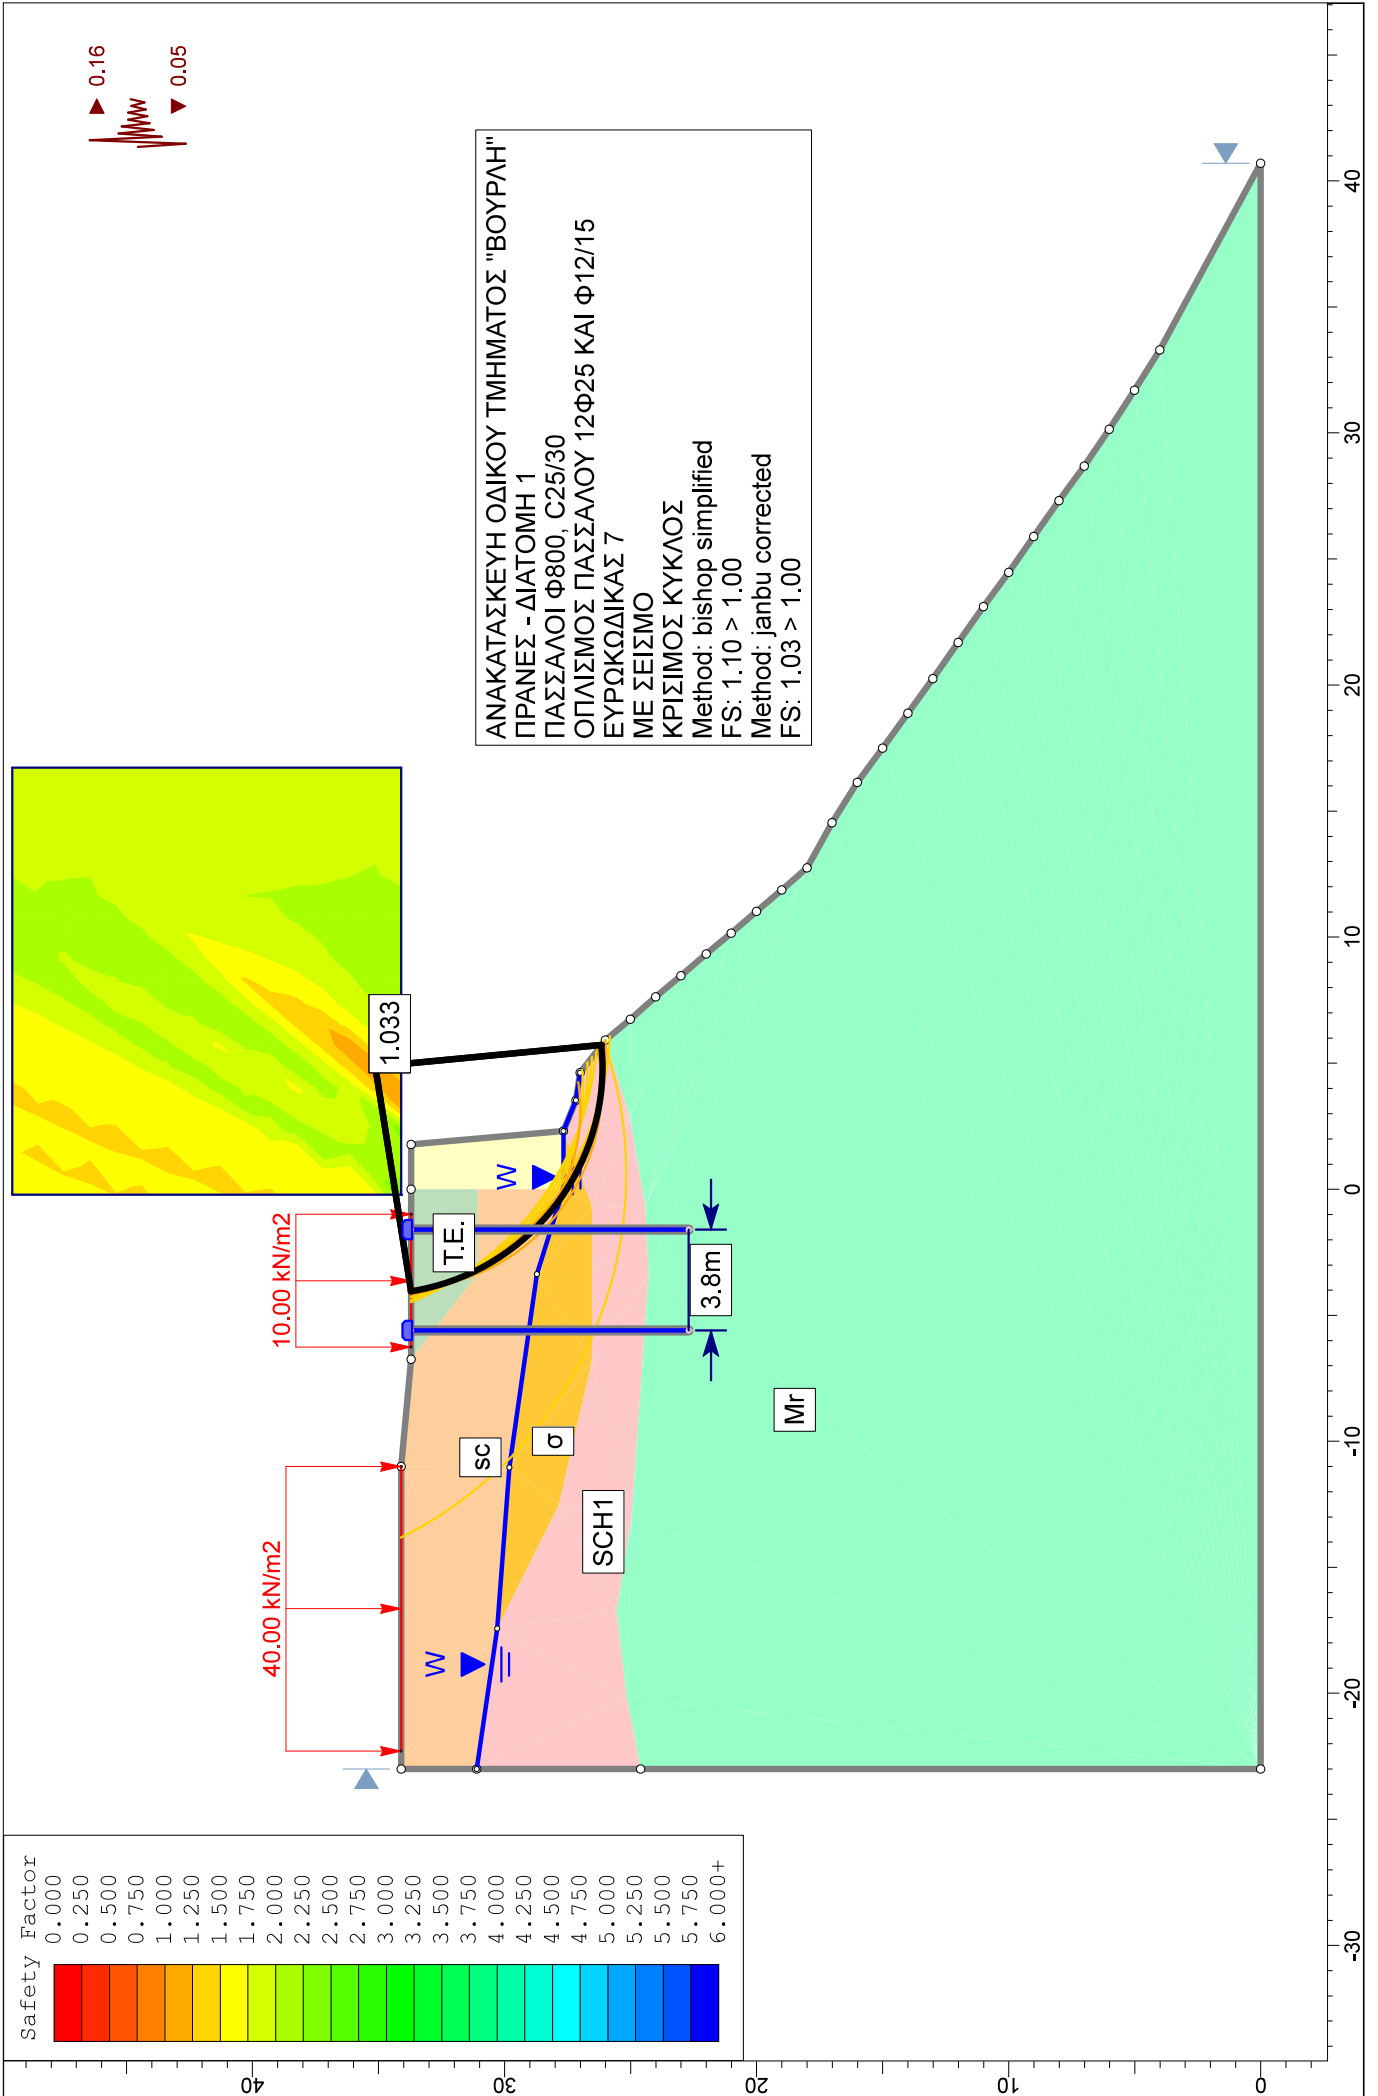 Safety Factor
0.000
0.250
0.500
0.750
1.000
1.250
1.500
1.750
2.000
2.250
2.500
2.750
3.000
3.250
3.500
3.750
4.000
4.250
4.500
4.750
5.000
5.250
5.500
5.750
6.000+
40.00 kN/m2
10.00 kN/m2
1.033
0.16
0.05
ΑΝΑΚΑΤΑΣΚΕΥΗ ΟΔΙΚΟΥ ΤΜΗΜΑΤΟΣ "ΒΟΥΡΛΗ"
ΠΡΑΝΕΣ - ΔΙΑΤΟΜΗ 1
ΠΑΣΣΑΛΟΙ Φ800, C25/30
ΟΠΛΙΣΜΟΣ ΠΑΣΣΑΛΟΥ 12Φ25 ΚΑΙ Φ12/15
ΕΥΡΩΚΩΔΙΚΑΣ 7
ΜΕ ΣΕΙΣΜΟ
ΚΡΙΣΙΜΟΣ ΚΥΚΛΟΣ
Method: bishop simplified
FS: 1.10 > 1.00
Method: janbu corrected
FS: 1.03 > 1.00
W
W
T.E.
sc
σ
SCH1
3.8m
Mr
40
30
20
10
0
-30
-20
-10
0
10
20
30
40